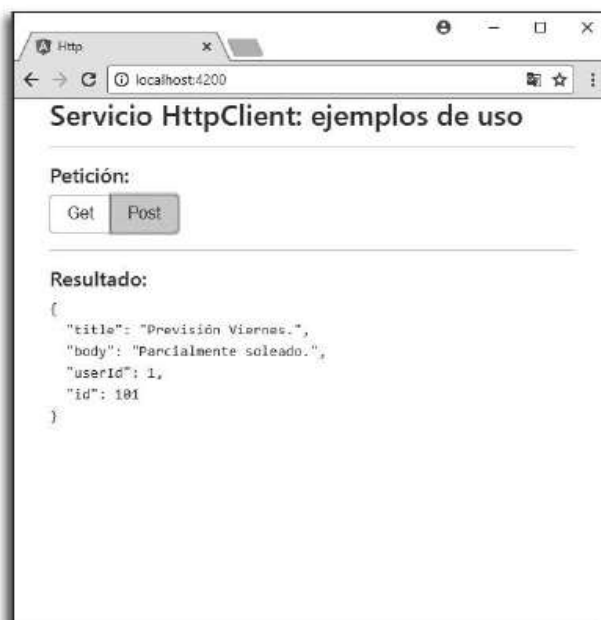 Http
localhost:4200
Servicio HttpClient: ejemplos de uso
Petición:
Get Post
Resultado:
{
"title": "Previsión Viernes.",
"body": "Parcialmente soleado.",
"userId": 1,
"id": 101
}